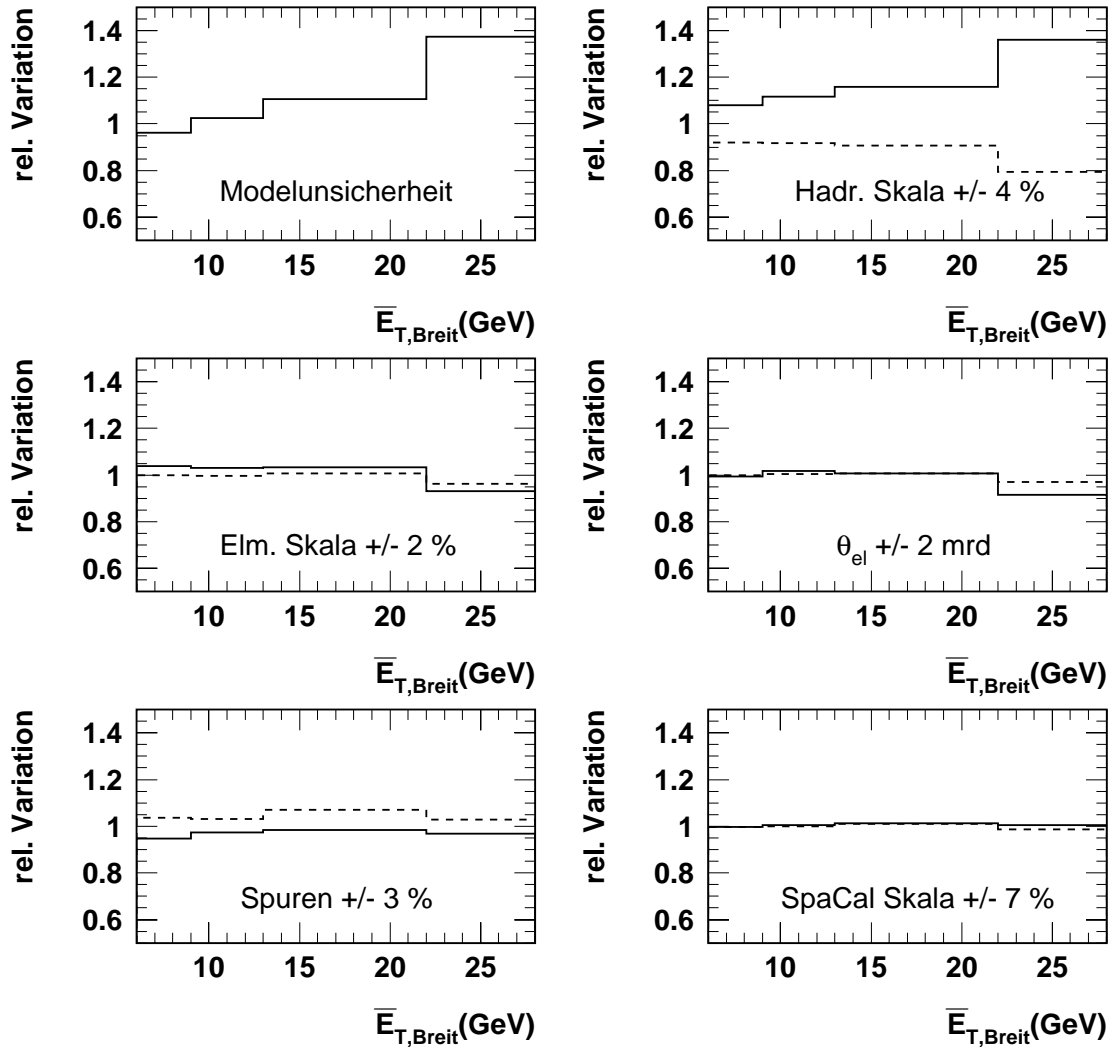 rel. Variation
1.4
1.2
1
0.8
0.6
Modelunsicherheit
10 15 20 25
E̅T,Breit(GeV)
rel. Variation
1.4
1.2
1
0.8
0.6
Hadr. Skala +/- 4 %
10 15 20 25
E̅T,Breit(GeV)
rel. Variation
1.4
1.2
1
0.8
0.6
Elm. Skala +/- 2 %
10 15 20 25
E̅T,Breit(GeV)
rel. Variation
1.4
1.2
1
0.8
0.6
θel +/- 2 mrd
10 15 20 25
E̅T,Breit(GeV)
rel. Variation
1.4
1.2
1
0.8
0.6
Spuren +/- 3 %
10 15 20 25
E̅T,Breit(GeV)
rel. Variation
1.4
1.2
1
0.8
0.6
SpaCal Skala +/- 7 %
10 15 20 25
E̅T,Breit(GeV)